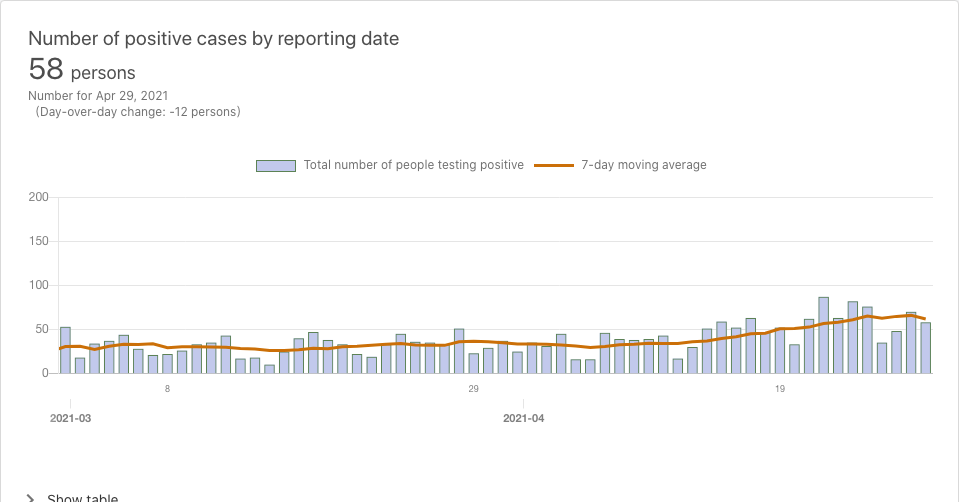 Number of positive cases by reporting date
58 persons
Number for Apr 29, 2021
(Day-over-day change: -12 persons)
Total number of people testing positive
7-day moving average
200
150
100
50
0
8
29
19
2021-03
2021-04
Show table